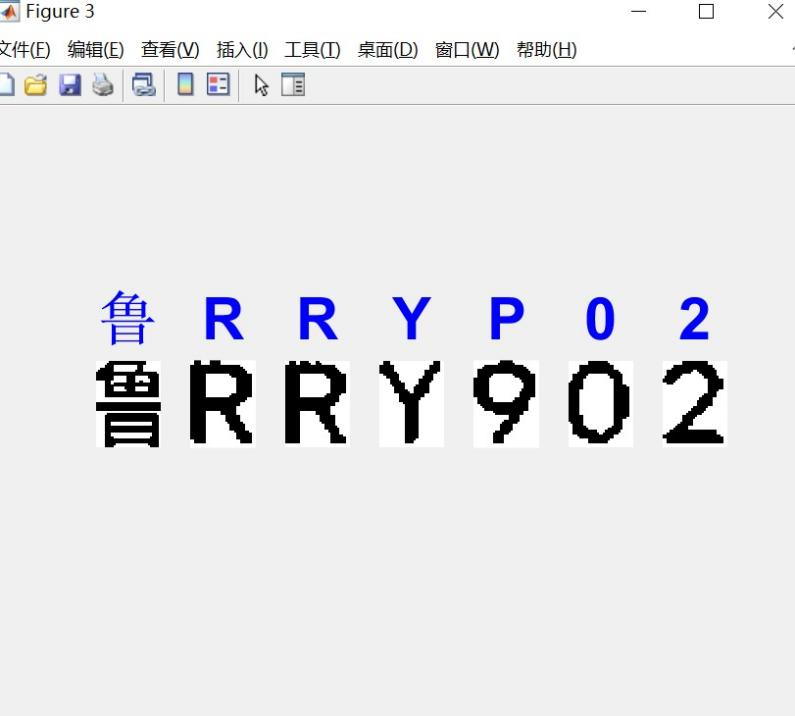 Figure 3
文件(F) 编辑(E) 查看(V) 插入(I) 工具(T) 桌面(D) 窗口(W) 帮助(H)
鲁 R R Y P 0 2
鲁 R R Y 9 0 2